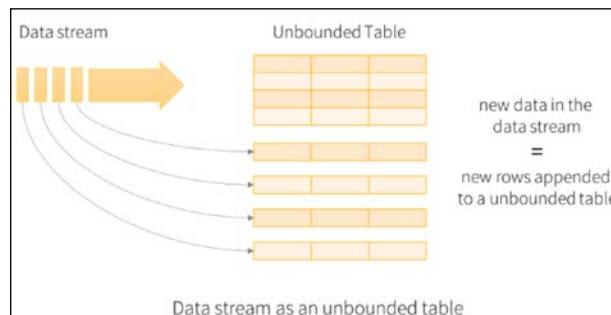 Data stream
Unbounded Table
new data in the
data stream
=
new rows appended
to a unbounded table
Data stream as an unbounded table